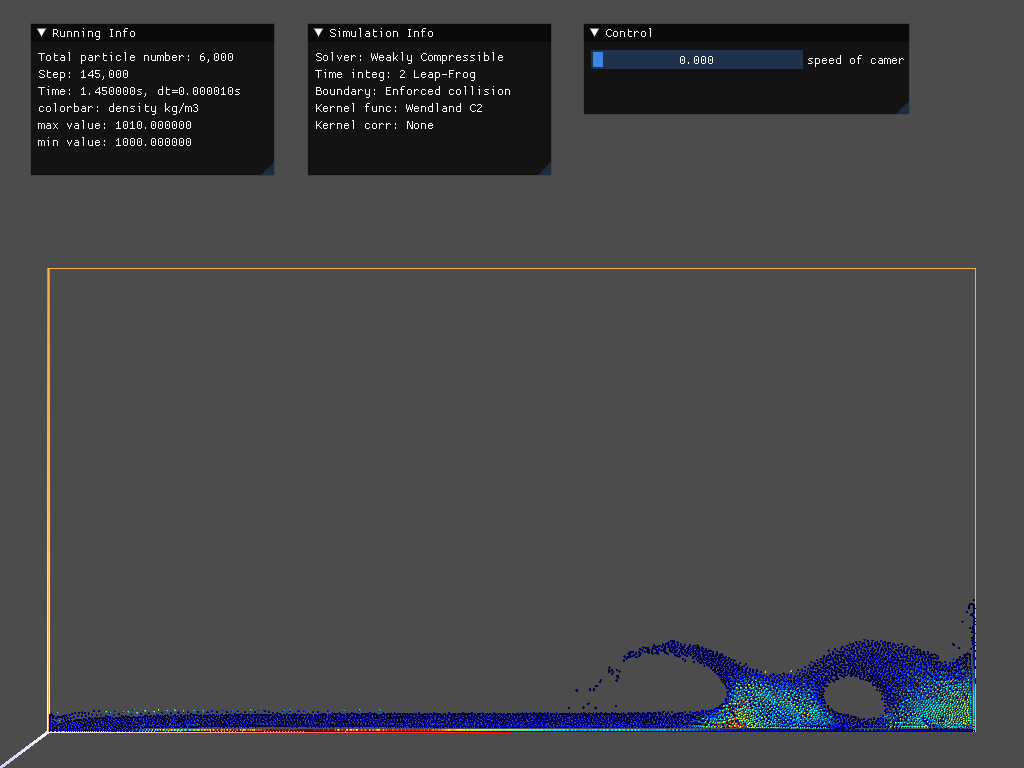 Running Info
Total particle number: 6,000
Step: 145,000
Time: 1.450000s, dt=0.000010s
colorbar: density kg/m3
max value: 1010.000000
min value: 1000.000000
Simulation Info
Solver: Weakly Compressible
Time integ: 2 Leap-Frog
Boundary: Enforced collision
Kernel func: Wendland C2
Kernel corr: None
Control
0.000 speed of camer